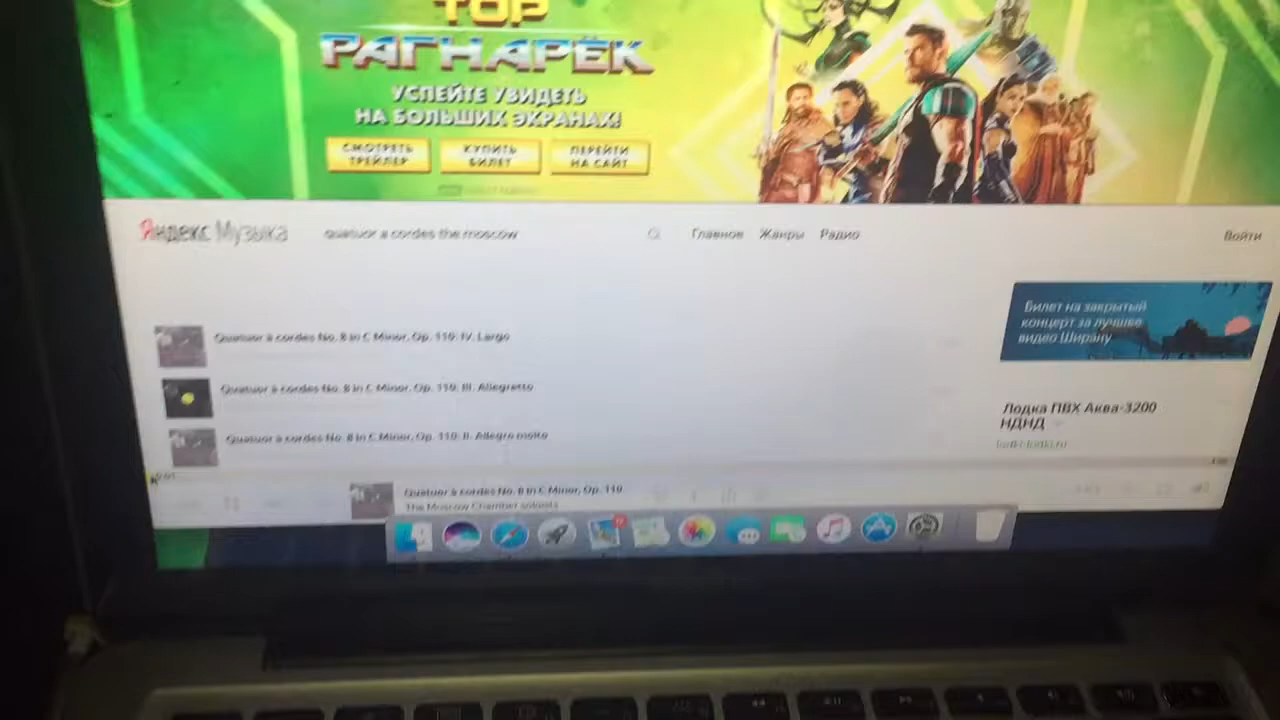 ТОР
РАГНАРЁК
УСПЕЙТЕ УВИДЕТЬ
НА БОЛЬШИХ ЭКРАНАХ!
СМОТРЕТЬ ТРЕЙЛЕР
КУПИТЬ БИЛЕТ
ПЕРЕЙТИ НА САЙТ
Яндекс Музыка
quatuor a cordes the moscow
Главное Жанры Радио
Войти
Билет на закрытый
концерт за лучшее
видео Ширану
Quatuor à cordes No. 8 in C Minor, Op. 110: IV. Largo
Quatuor à cordes No. 8 in C Minor, Op. 110: III. Allegretto
Quatuor à cordes No. 8 in C Minor, Op. 110: II. Allegro molto
Лодка ПВХ Аква-3200
НДНД
Quatuor à cordes No. 8 in C Minor, Op. 110
The Moscow Chamber soloists